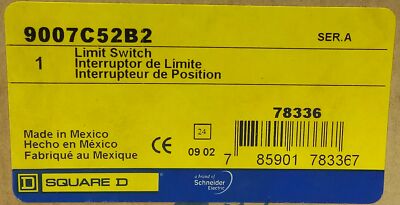 9007C52B2
SER.A
1
Limit Switch
Interruptor de Límite
Interrupteur de Position
78336
Made in Mexico
Hecho en México
Fabriqué au Mexique
CE
24
09 02
7 85901 783367
D SQUARE D
a brand of
Schneider
Electric